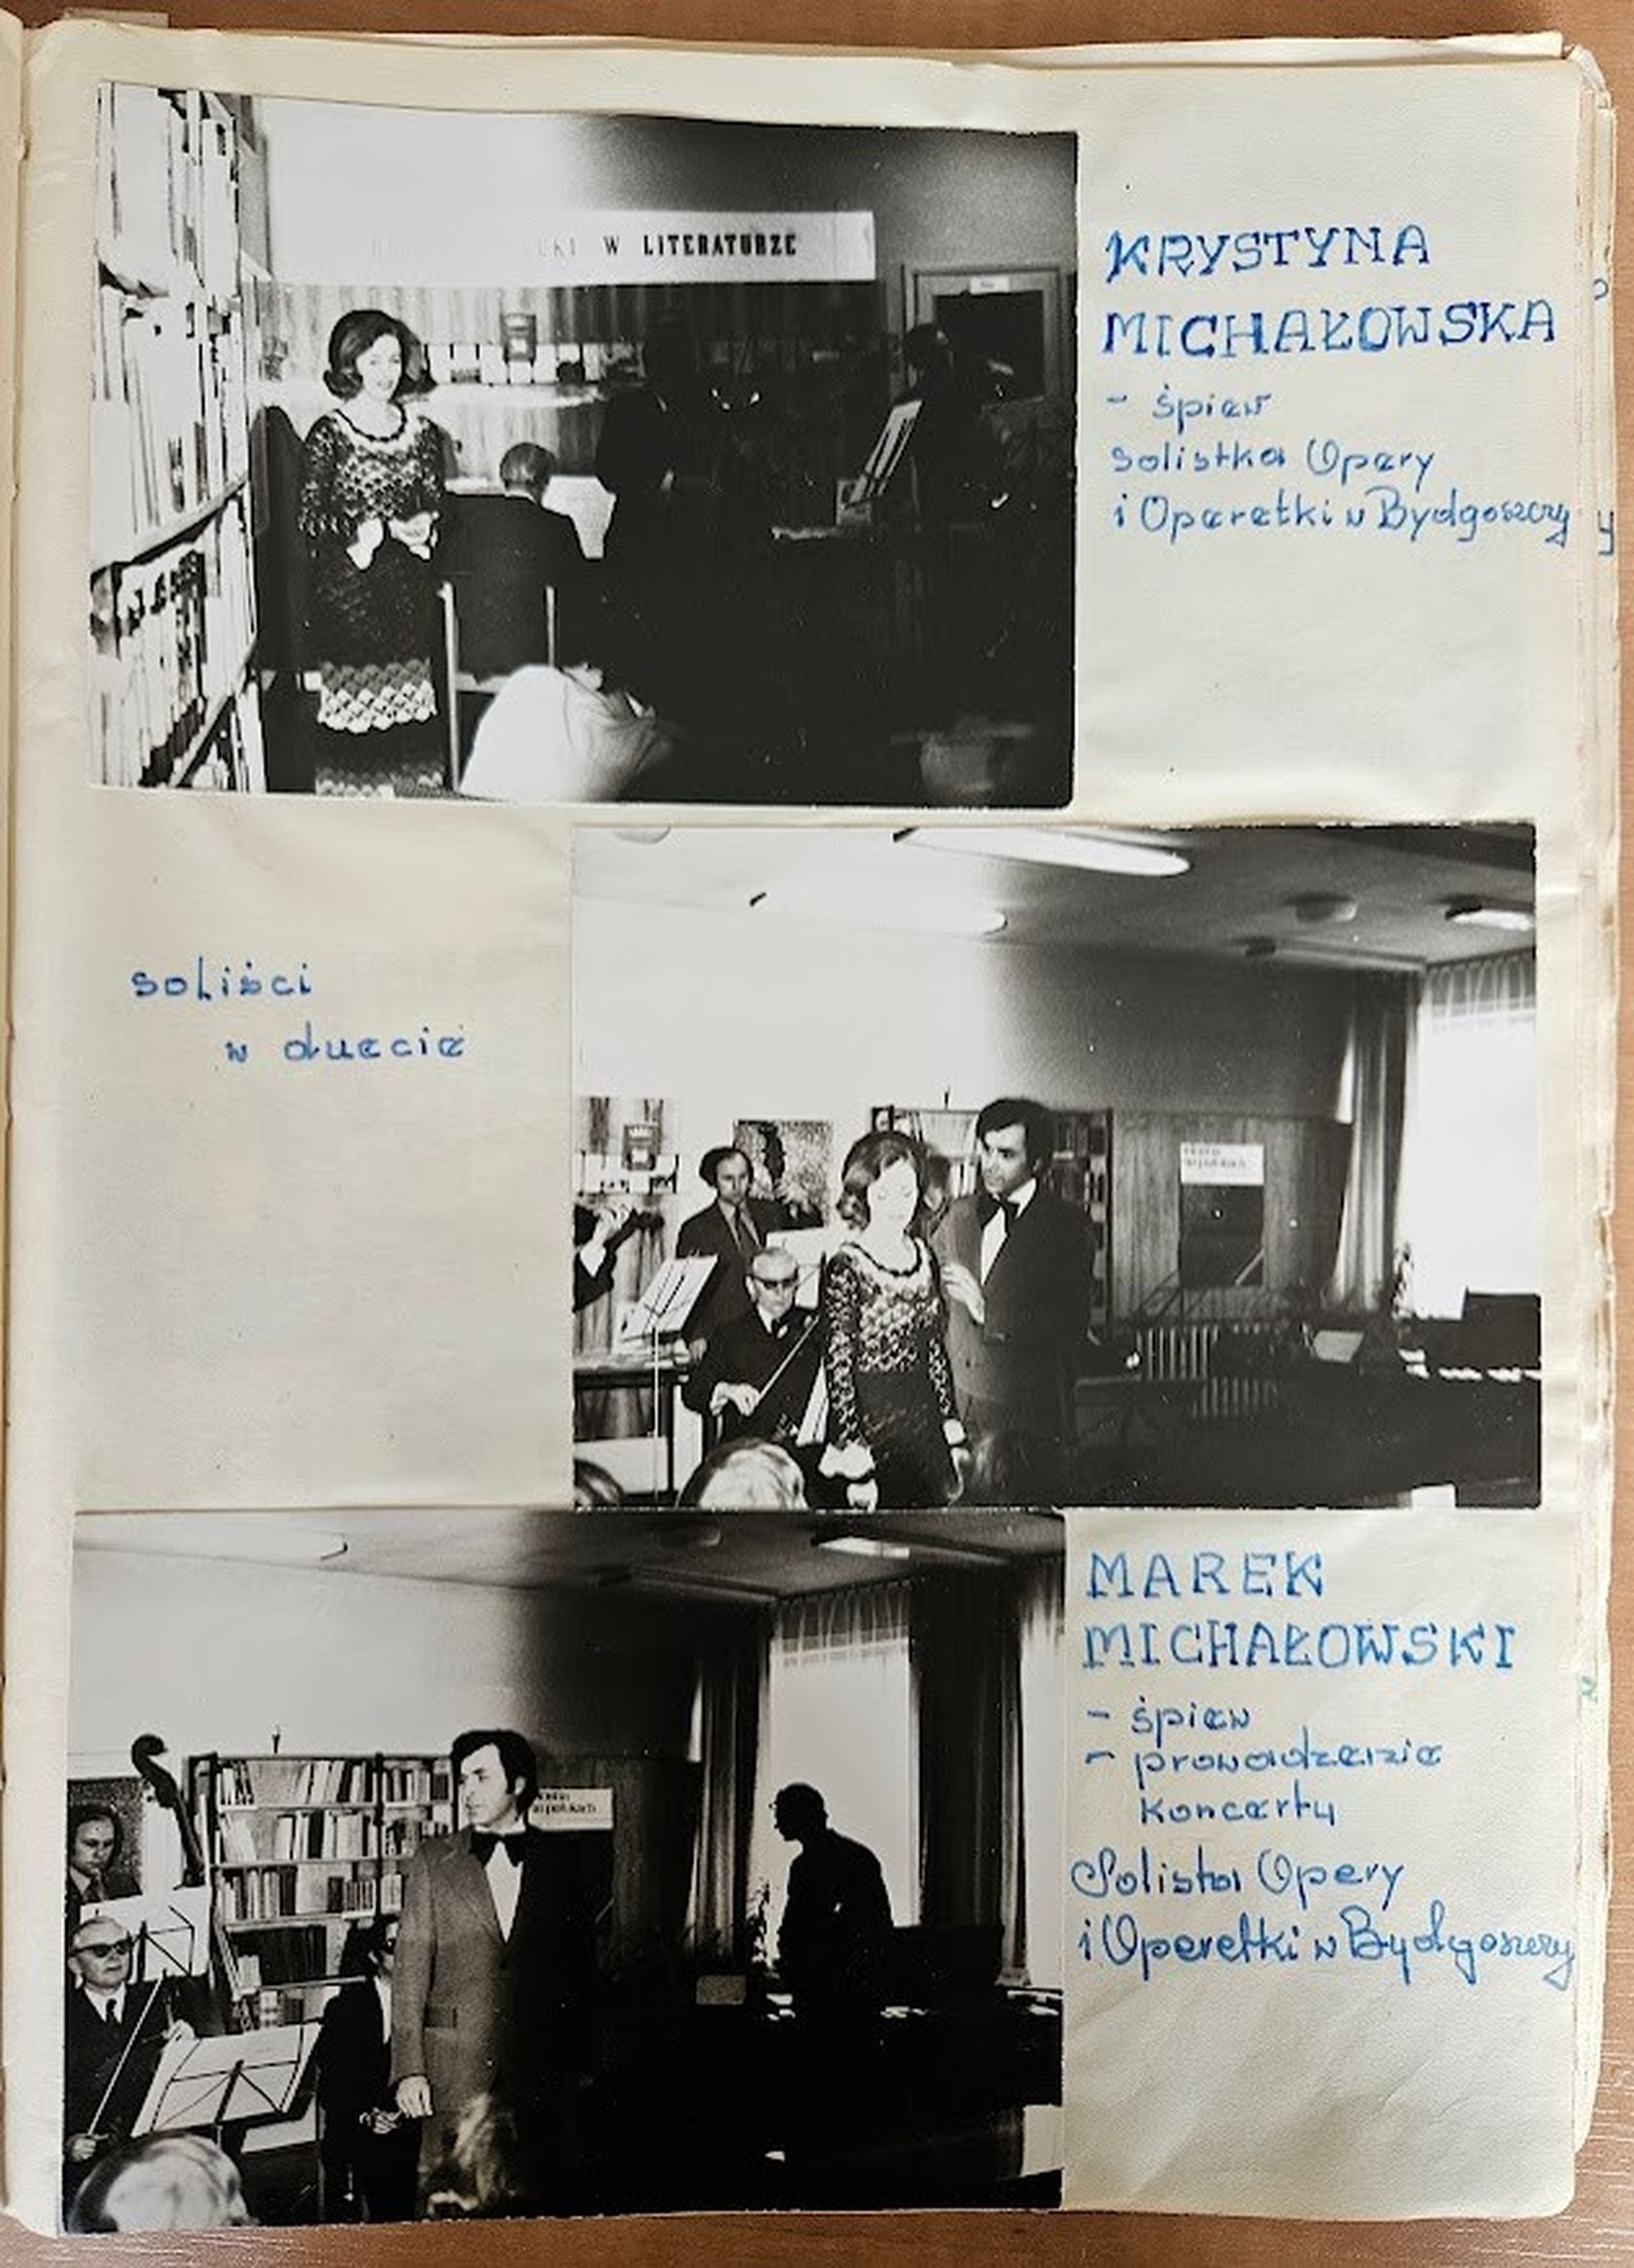 W LITERATURZE
KRYSTYNA
MICHAŁOWSKA
- śpiew
solistka Opery
i Operetki w Bydgoszczy
soliści
w duecie
MAREK
MICHAŁOWSKI
- śpiew
- prowadzenie
koncertu
Solista Opery
i Operetki w Bydgoszczy